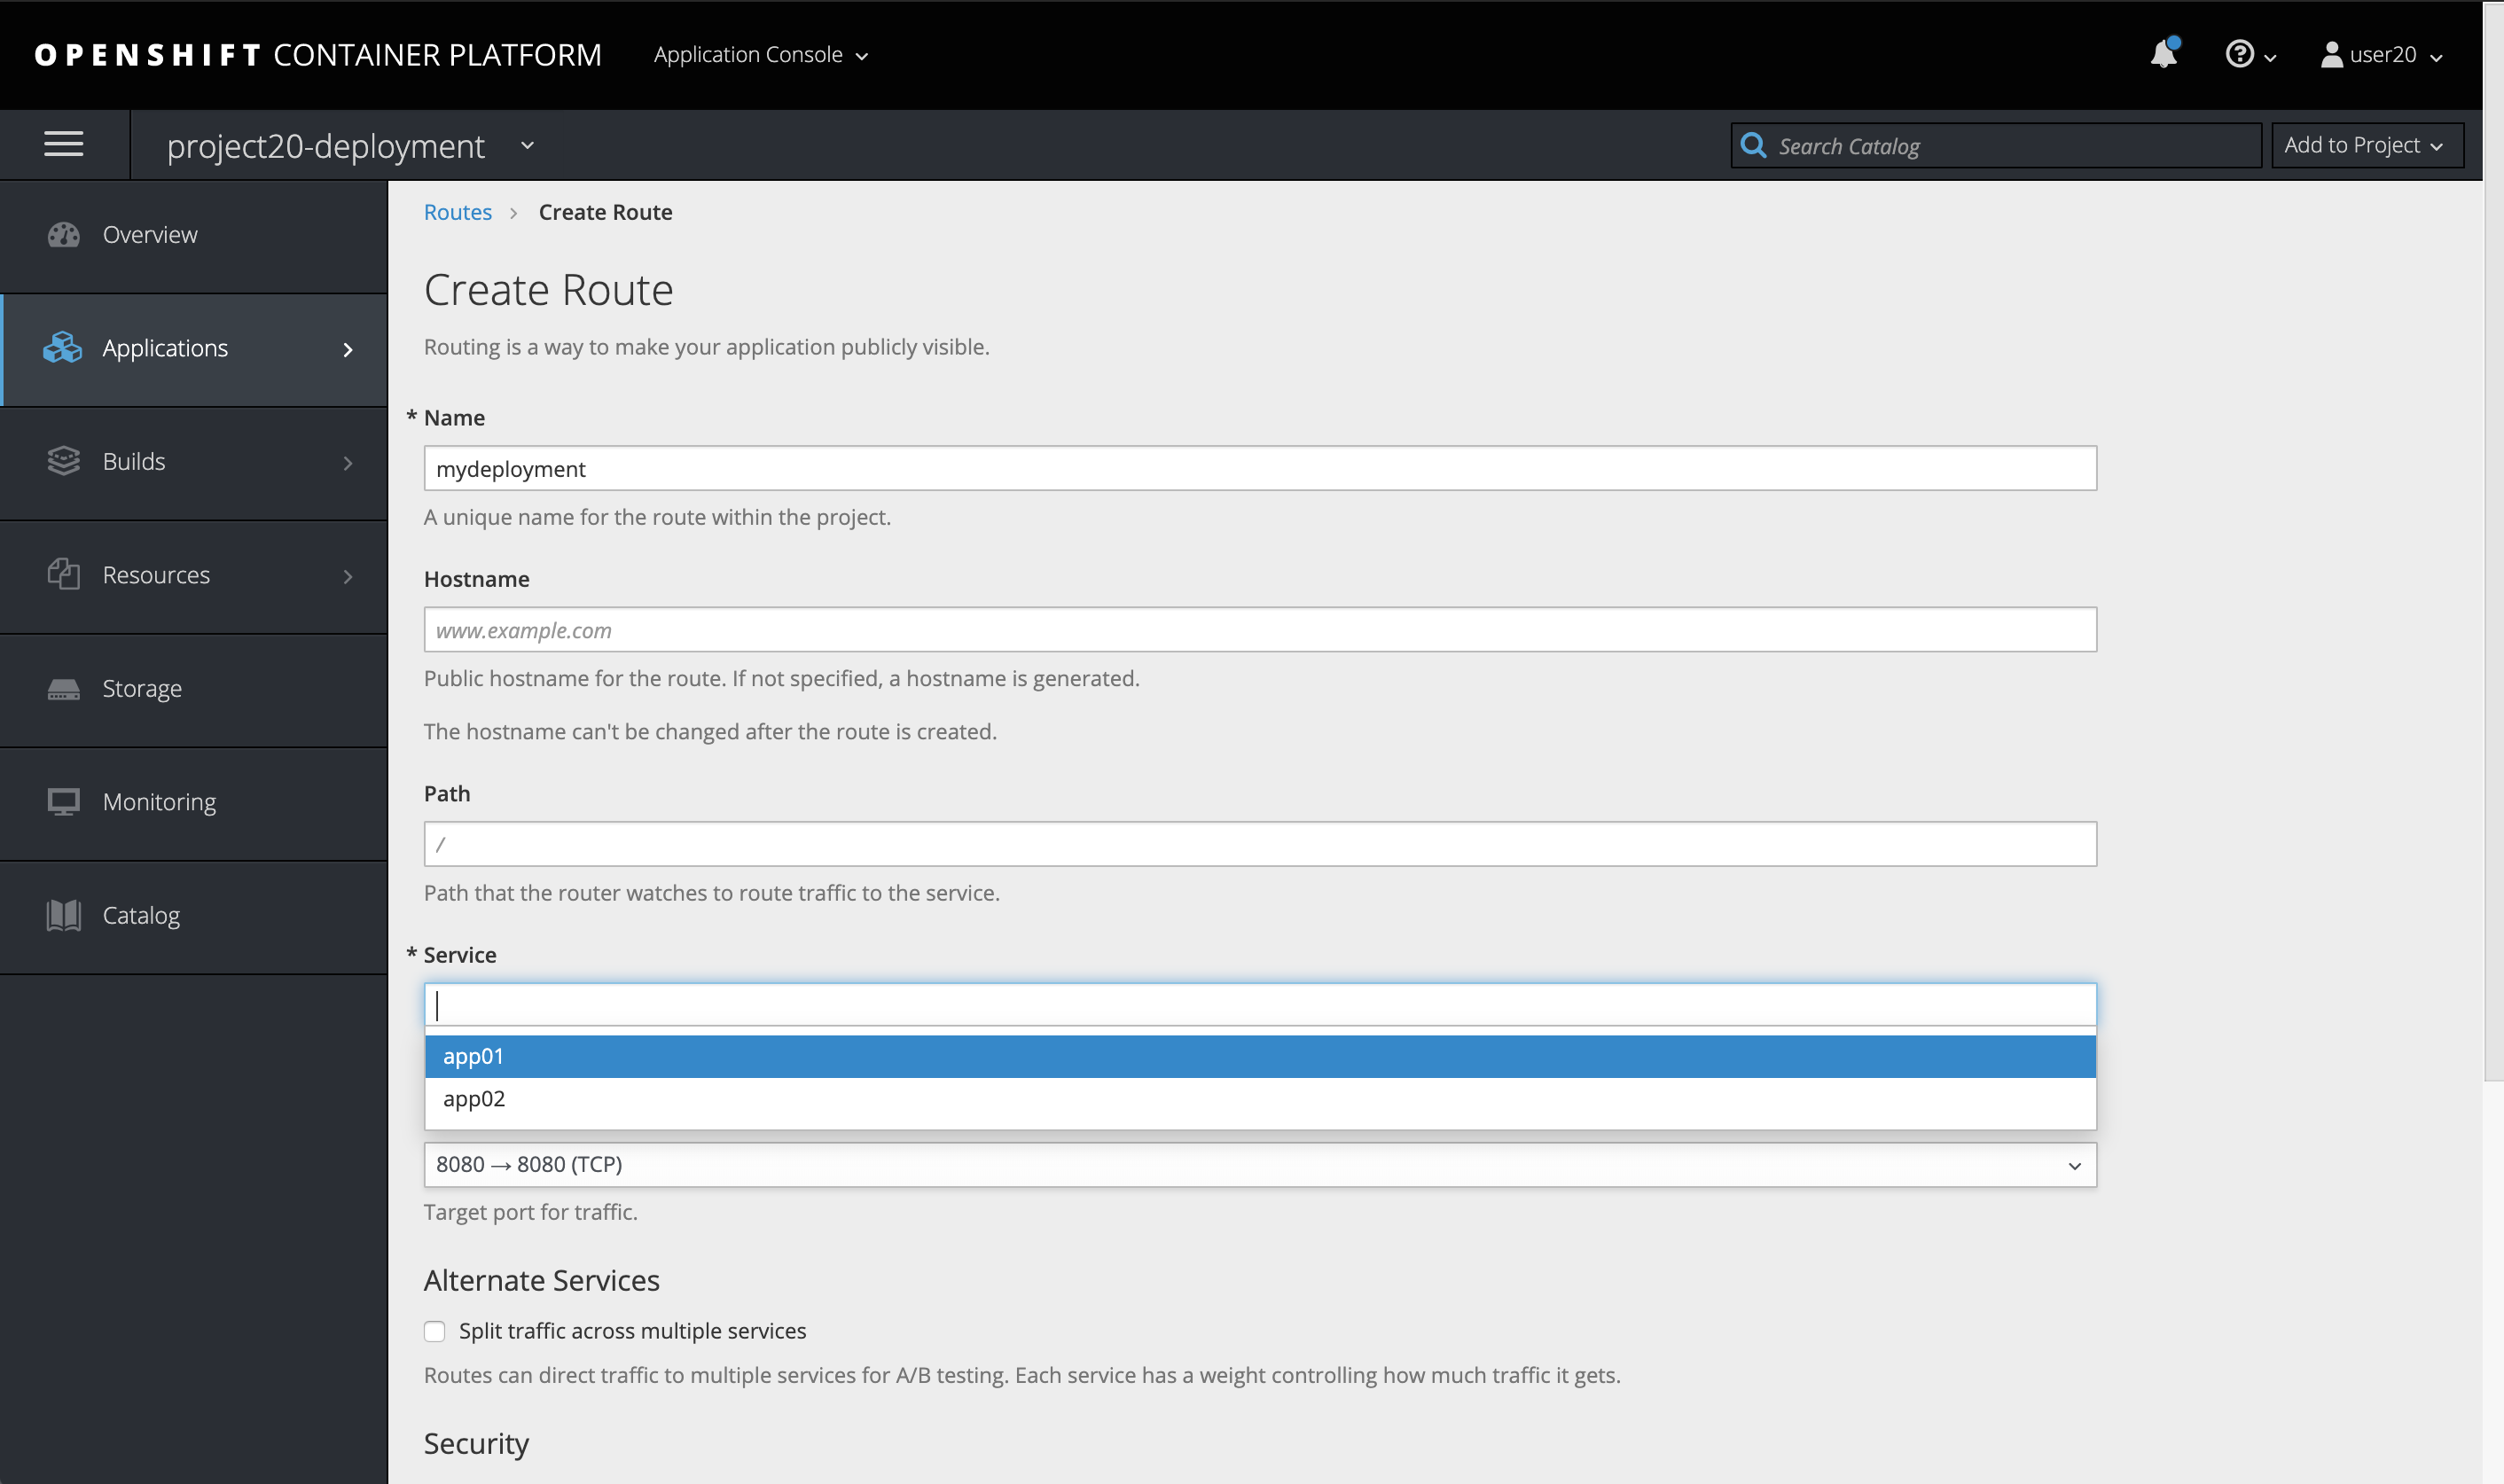 OPENSHIFT CONTAINER PLATFORM Application Console user20
project20-deployment Search Catalog Add to Project
Overview
Applications
Builds
Resources
Storage
Monitoring
Catalog
Routes > Create Route
Create Route
Routing is a way to make your application publicly visible.
* Name
mydeployment
A unique name for the route within the project.
Hostname
www.example.com
Public hostname for the route. If not specified, a hostname is generated.
The hostname can't be changed after the route is created.
Path
/
Path that the router watches to route traffic to the service.
* Service
app01
app02
8080 → 8080 (TCP)
Target port for traffic.
Alternate Services
Split traffic across multiple services
Routes can direct traffic to multiple services for A/B testing. Each service has a weight controlling how much traffic it gets.
Security